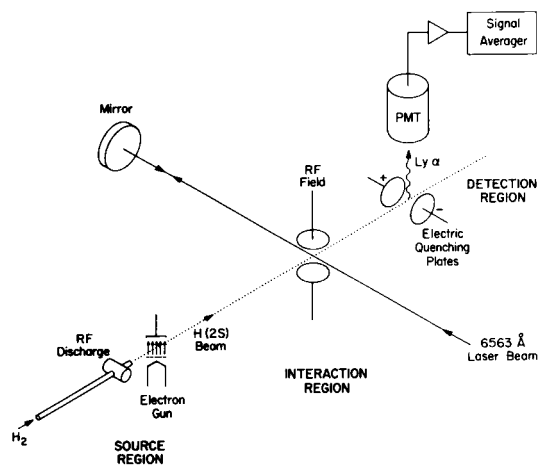 Signal
Averager
PMT
Mirror
Ly α
RF
Field
+
−
DETECTION
REGION
Electric
Quenching
Plates
H (2S)
Beam
RF
Discharge
6563 Å
Laser Beam
INTERACTION
REGION
Electron
Gun
H₂
SOURCE
REGION